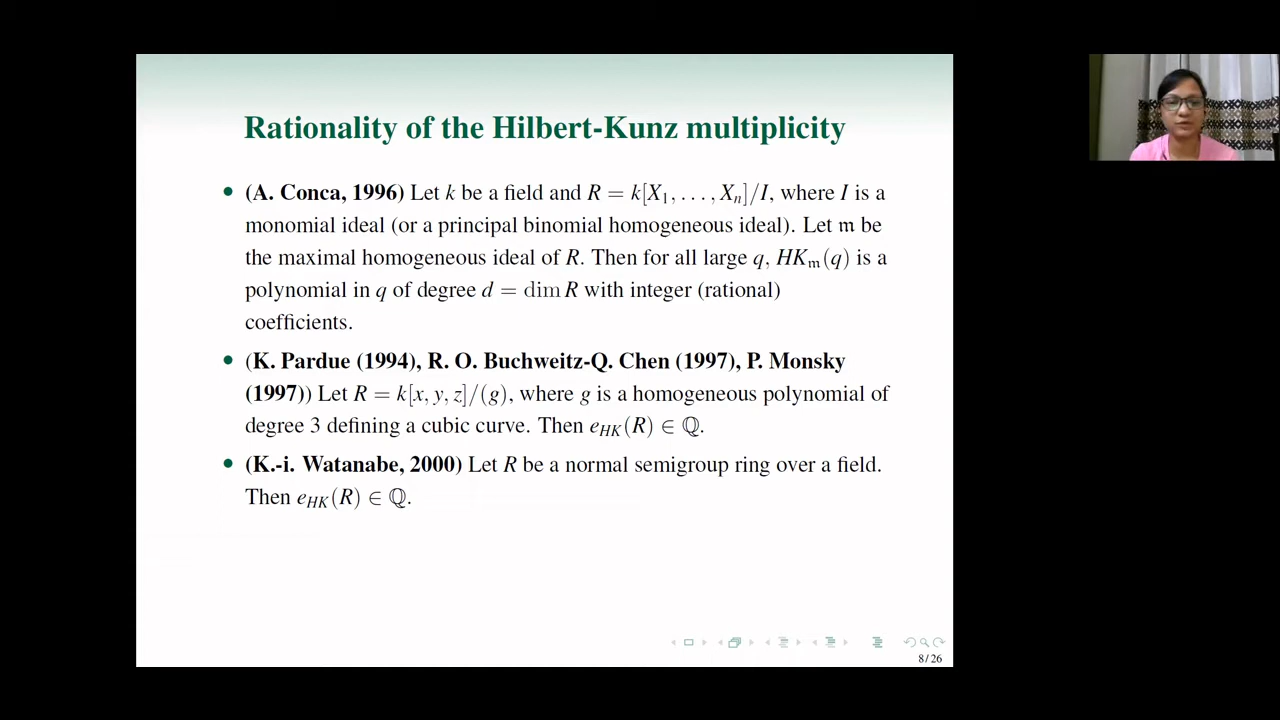 Rationality of the Hilbert-Kunz multiplicity
• (A. Conca, 1996) Let k be a field and R = k[X₁, . . . , Xₙ]/I, where I is a
monomial ideal (or a principal binomial homogeneous ideal). Let 𝔪 be
the maximal homogeneous ideal of R. Then for all large q, HK_𝔪(q) is a
polynomial in q of degree d = dim R with integer (rational)
coefficients.
• (K. Pardue (1994), R. O. Buchweitz-Q. Chen (1997), P. Monsky
(1997)) Let R = k[x, y, z]/(g), where g is a homogeneous polynomial of
degree 3 defining a cubic curve. Then e_HK(R) ∈ ℚ.
• (K.-i. Watanabe, 2000) Let R be a normal semigroup ring over a field.
Then e_HK(R) ∈ ℚ.
8/26